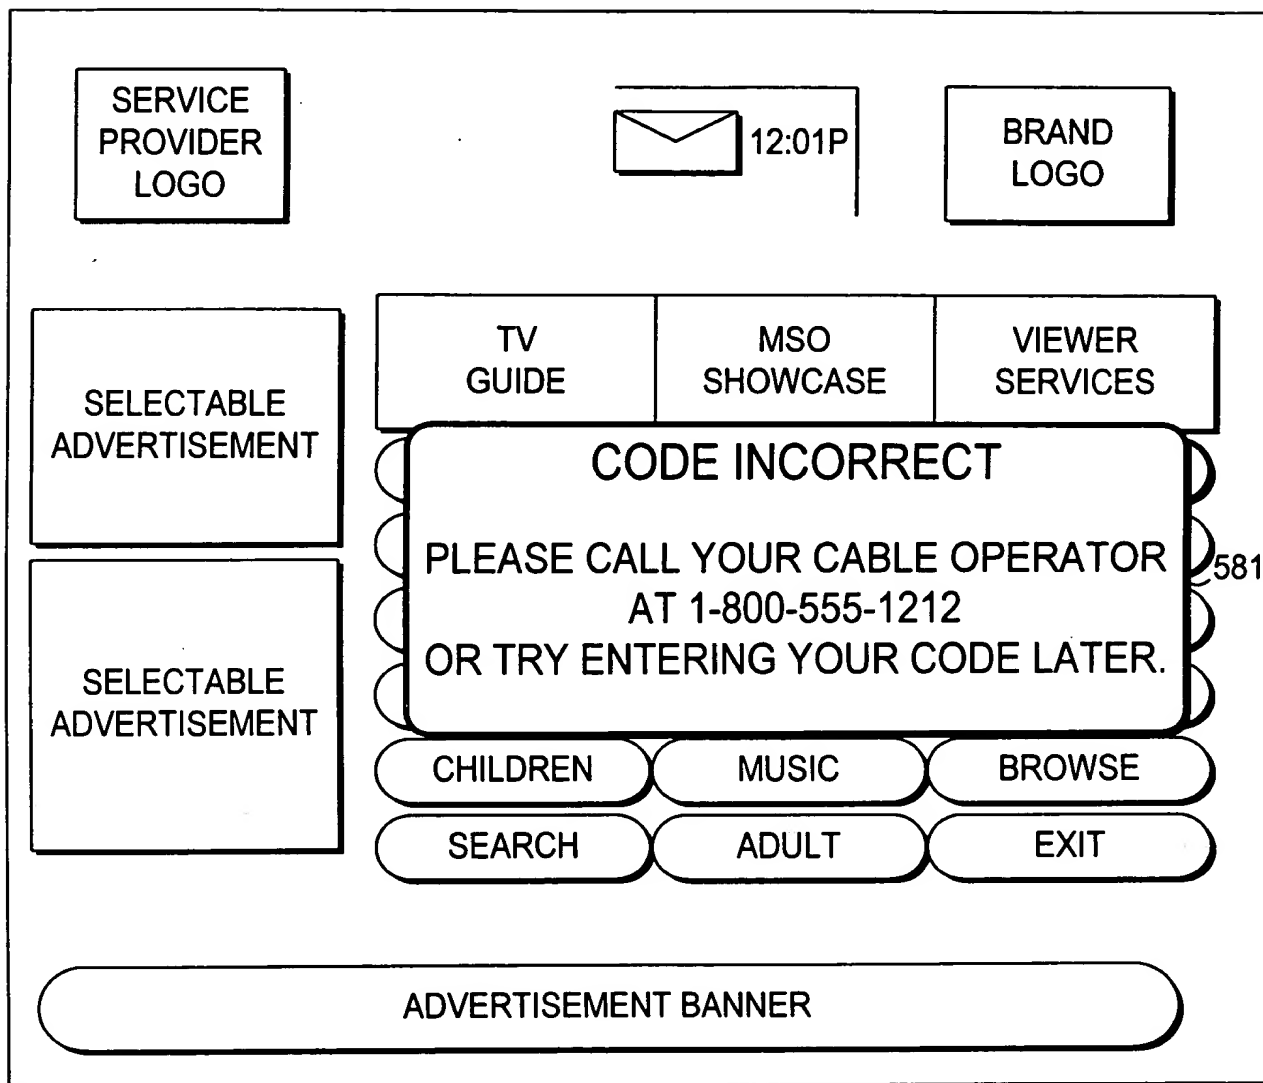 SERVICE
PROVIDER
LOGO
12:01P
BRAND
LOGO
SELECTABLE
ADVERTISEMENT
TV
GUIDE
MSO
SHOWCASE
VIEWER
SERVICES
CODE INCORRECT
PLEASE CALL YOUR CABLE OPERATOR
AT 1-800-555-1212
OR TRY ENTERING YOUR CODE LATER.
581
SELECTABLE
ADVERTISEMENT
CHILDREN
MUSIC
BROWSE
SEARCH
ADULT
EXIT
ADVERTISEMENT BANNER